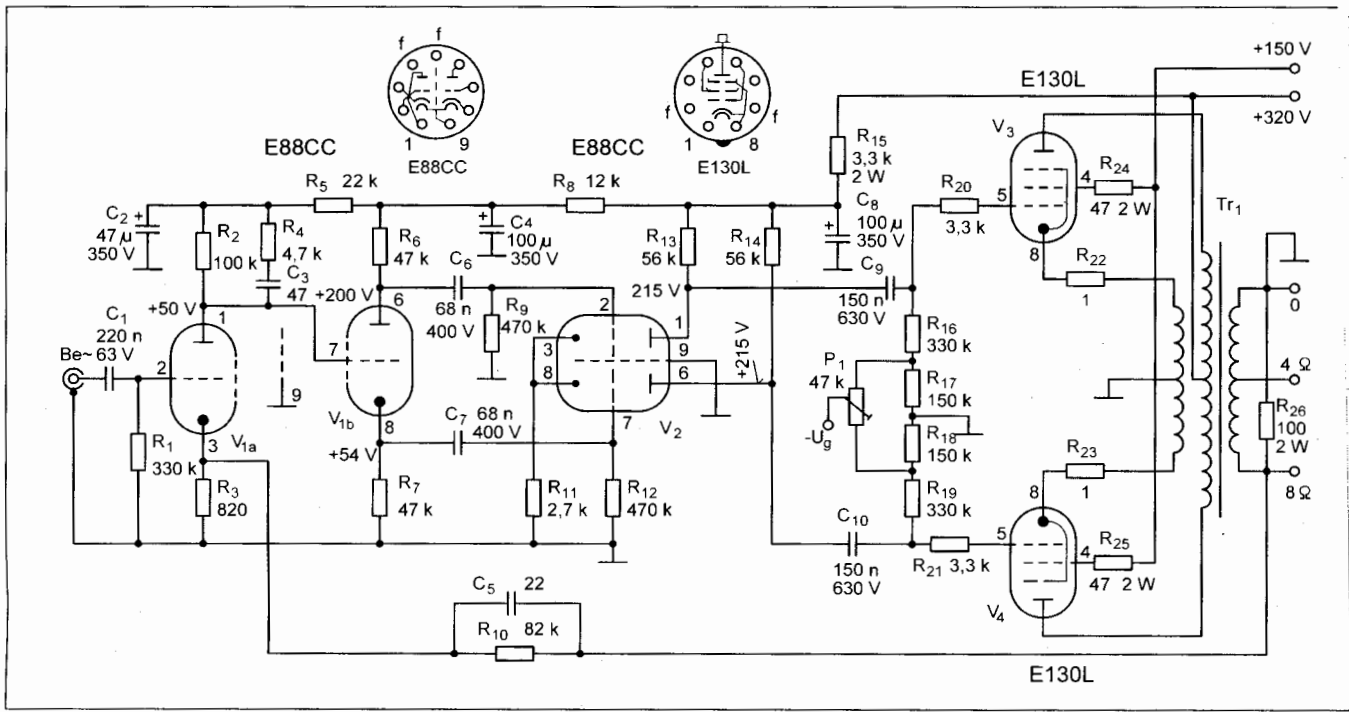 f f
f
1 9
E88CC
f f
1 8
E130L
E88CC
E88CC
E130L
+150 V
+320 V
C2 +
47 µ
350 V
R2
100 k
R4
4,7 k
C3
47
R5 22 k
R6
47 k
+ C4
100 µ
350 V
R8 12 k
R13
56 k
R14
56 k
R15
3,3 k
2 W
+ C8
100 µ
350 V
C9
150 n
630 V
R20
3,3 k
V3
5
4
8
R24
47 2 W
R22
1
Tr1
0
4 Ω
8 Ω
R26
100
2 W
C1
220 n
63 V
Be~
R1
330 k
+50 V
1
2
3
V1a
R3
820
9
+200 V
6
7
8
V1b
+54 V
R7
47 k
C6
68 n
400 V
R9
470 k
C7
68 n
400 V
R11
2,7 k
R12
470 k
2
3
8
1
9
6
7
V2
215 V
+215 V
R16
330 k
P1
47 k
-Ug
R17
150 k
R18
150 k
R19
330 k
C10
150 n
630 V
R21 3,3 k
R23
1
8
5
4
V4
R25
47 2 W
C5 22
R10 82 k
E130L